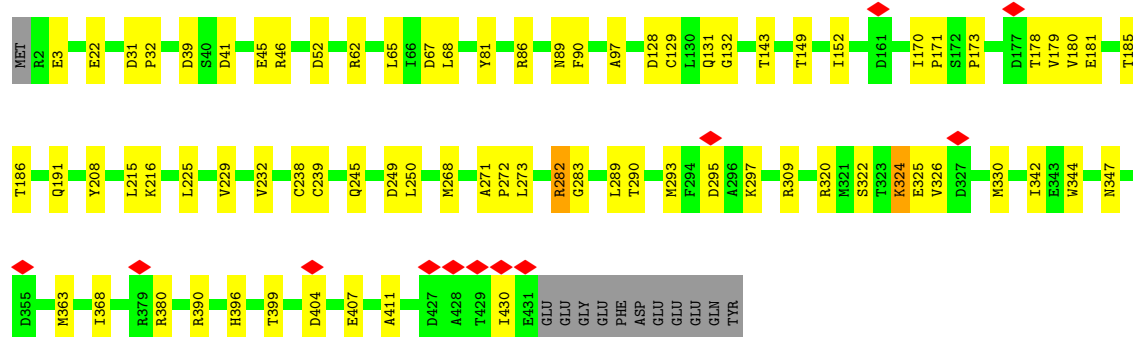 MET R2 E3 E22 D31 P32 D39 S40 D41 E45 R46 D52 R62 L65 I66 D67 L68 Y81 R86 N89 F90 A97 D128 C129 L130 Q131 G132 T143 T149 I152 D161 I170 P171 S172 P173 D177 T178 V179 V180 E181 T185
T186 Q191 Y208 L215 K216 L225 V229 V232 C238 C239 Q245 D249 L250 M268 A271 P272 L273 R282 G283 L289 T290 M293 F294 D295 A296 K297 R309 R320 M321 S322 T323 K324 E325 V326 D327 M330 I342 E343 W344 N347
D355 M363 I368 R379 R380 R390 H396 T399 D404 E407 A411 D427 A428 T429 I430 E431 GLU GLU GLY GLU PHE ASP GLU GLU GLU GLN TYR